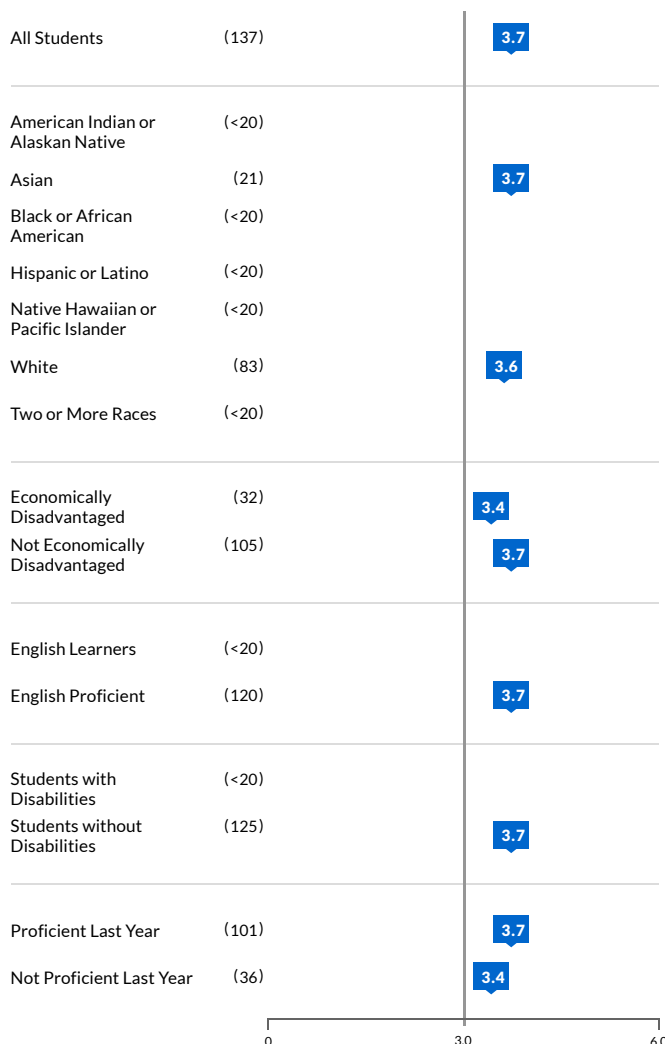 All Students (137) 3.7
American Indian or (<20)
Alaskan Native
Asian (21) 3.7
Black or African (<20)
American
Hispanic or Latino (<20)
Native Hawaiian or (<20)
Pacific Islander
White (83) 3.6
Two or More Races (<20)
Economically (32) 3.4
Disadvantaged
Not Economically (105) 3.7
Disadvantaged
English Learners (<20)
English Proficient (120) 3.7
Students with (<20)
Disabilities
Students without (125) 3.7
Disabilities
Proficient Last Year (101) 3.7
Not Proficient Last Year (36) 3.4
0 3.0 6.0